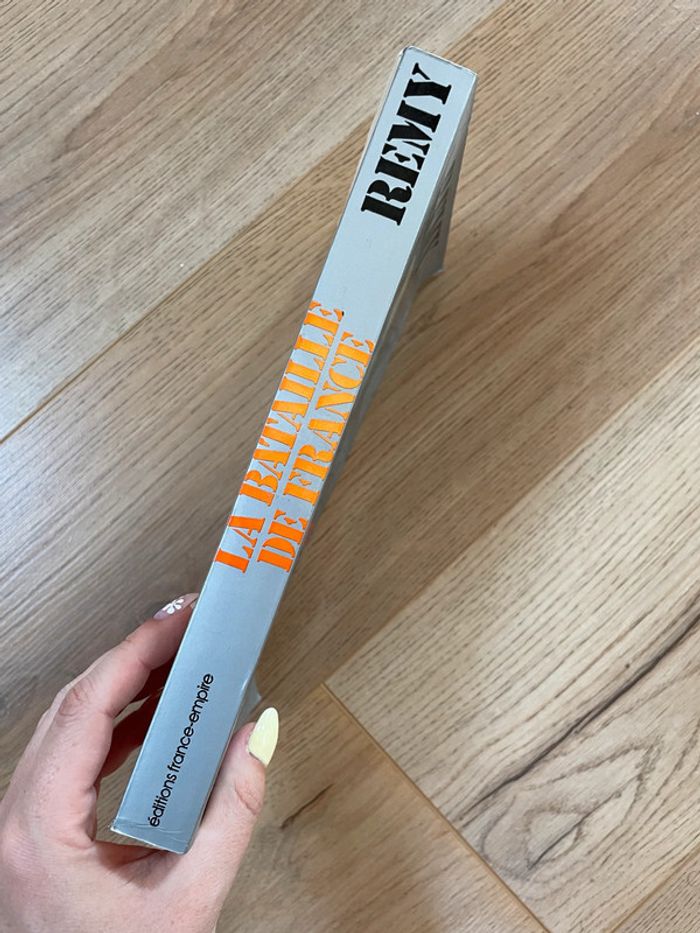 REMY
LA BATAILLE
DE FRANCE
éditions france-empire